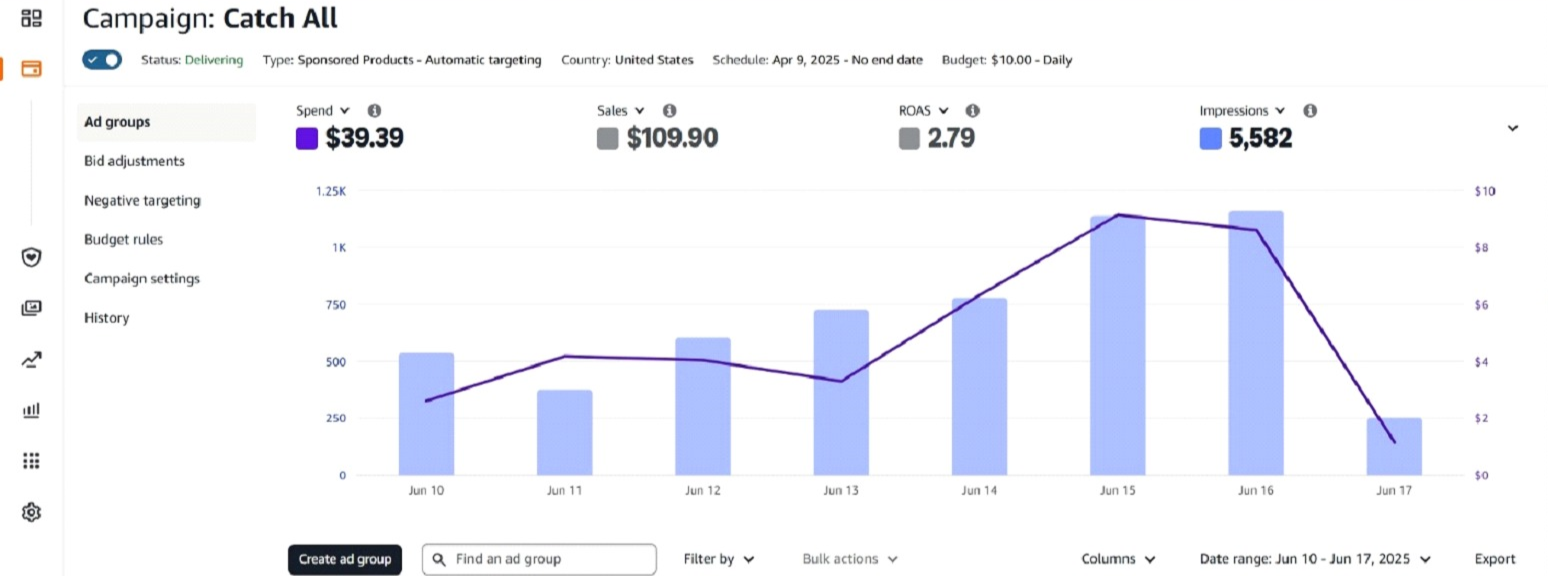 Campaign: Catch All
Status: Delivering Type: Sponsored Products - Automatic targeting Country: United States Schedule: Apr 9, 2025 - No end date Budget: $10.00 - Daily
Ad groups
Bid adjustments
Negative targeting
Budget rules
Campaign settings
History
Spend Sales ROAS Impressions
$39.39 $109.90 2.79 5,582
1.25K $10
1K $8
750 $6
500 $4
250 $2
0 $0
Jun 10 Jun 11 Jun 12 Jun 13 Jun 14 Jun 15 Jun 16 Jun 17
Create ad group Find an ad group Filter by Bulk actions Columns Date range: Jun 10 - Jun 17, 2025 Export